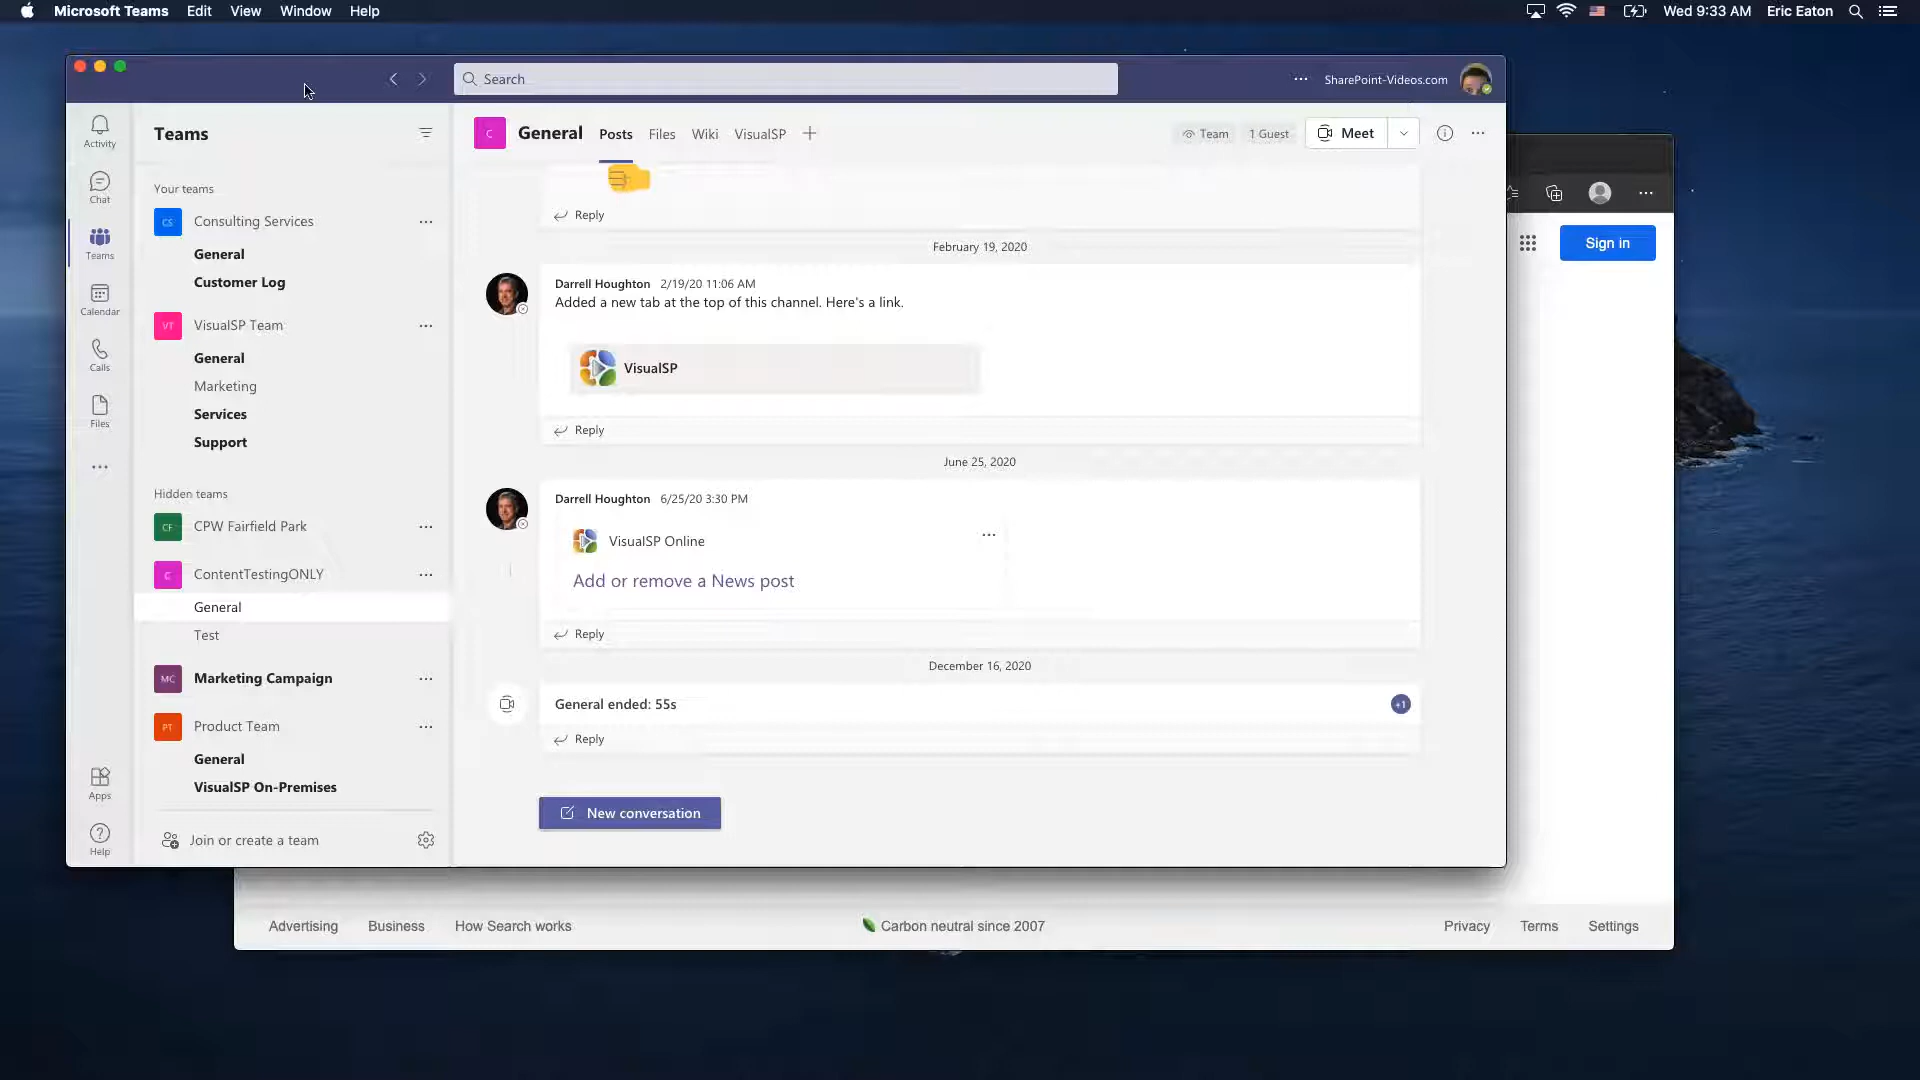 Microsoft Teams Edit View Window Help
Wed 9:33 AM Eric Eaton
Search
SharePoint-Videos.com
Activity
Chat
Teams
Calendar
Calls
Files
Apps
Help
Teams
Your teams
CS Consulting Services
General
Customer Log
VT VisualSP Team
General
Marketing
Services
Support
Hidden teams
CF CPW Fairfield Park
C ContentTestingONLY
General
Test
MC Marketing Campaign
PT Product Team
General
VisualSP On-Premises
Join or create a team
C General Posts Files Wiki VisualSP
Team 1 Guest Meet
Reply
February 19, 2020
Darrell Houghton 2/19/20 11:06 AM
Added a new tab at the top of this channel. Here's a link.
VisualSP
Reply
June 25, 2020
Darrell Houghton 6/25/20 3:30 PM
VisualSP Online
Add or remove a News post
Reply
December 16, 2020
General ended: 55s
+1
Reply
New conversation
Sign in
Advertising Business How Search works
Carbon neutral since 2007
Privacy Terms Settings